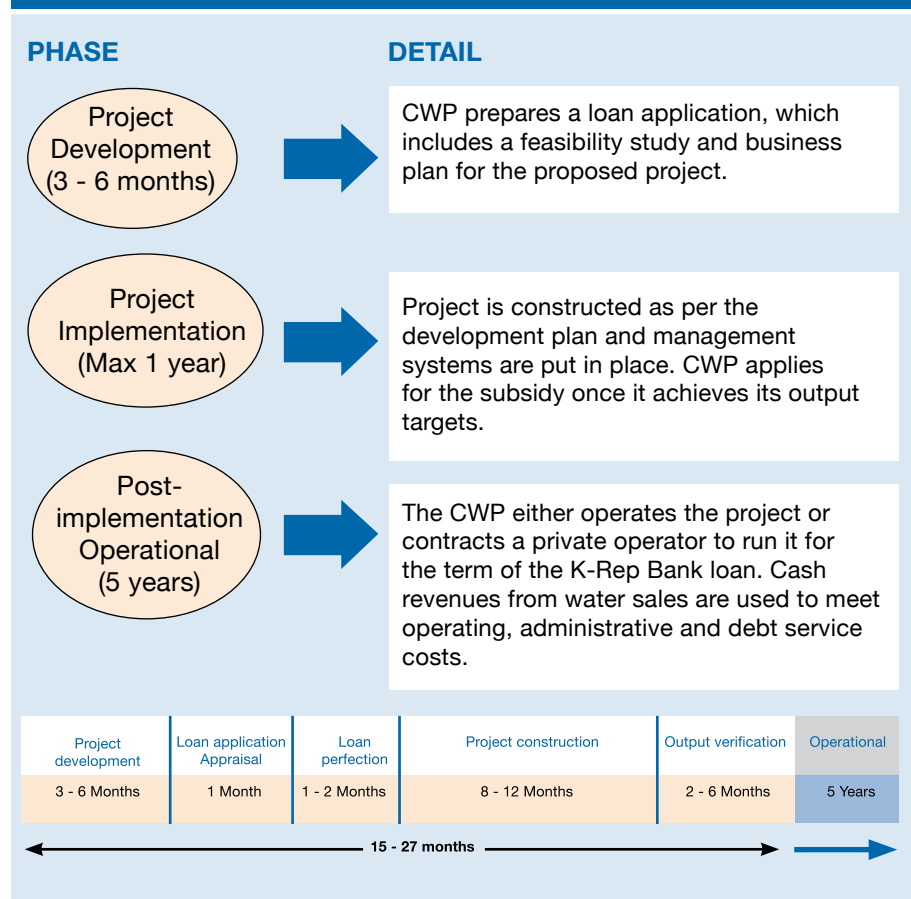 PHASE
DETAIL
Project
Development
(3 - 6 months)
CWP prepares a loan application, which
includes a feasibility study and business
plan for the proposed project.
Project
Implementation
(Max 1 year)
Project is constructed as per the
development plan and management
systems are put in place. CWP applies
for the subsidy once it achieves its output
targets.
Post-
implementation
Operational
(5 years)
The CWP either operates the project or
contracts a private operator to run it for
the term of the K-Rep Bank loan. Cash
revenues from water sales are used to meet
operating, administrative and debt service
costs.
Project
development
Loan application
Appraisal
Loan
perfection
Project construction
Output verification
Operational
3 - 6 Months
1 Month
1 - 2 Months
8 - 12 Months
2 - 6 Months
5 Years
15 - 27 months